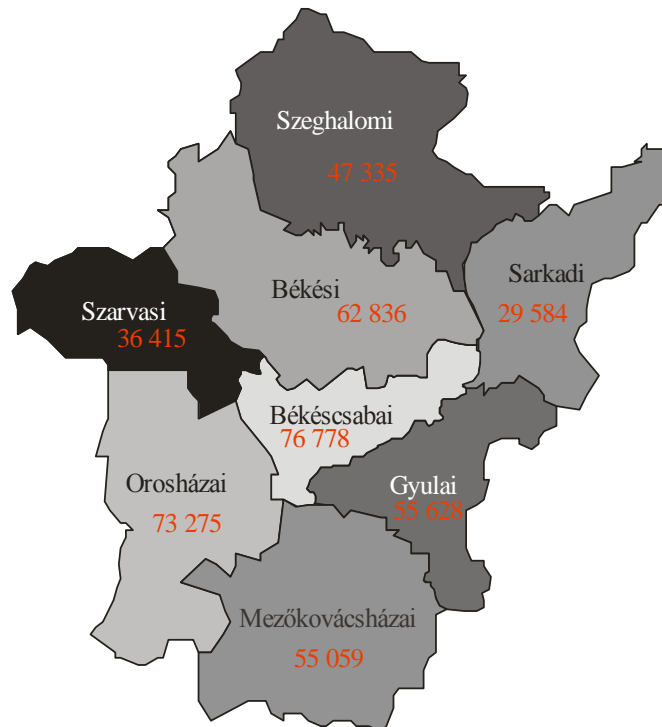 Szeghalomi
47 335
Sarkadi
29 584
Békési
62 836
Szarvasi
36 415
Békéscsabai
76 778
Orosházai
73 275
Gyulai
55 628
Mezőkovácsházai
55 059